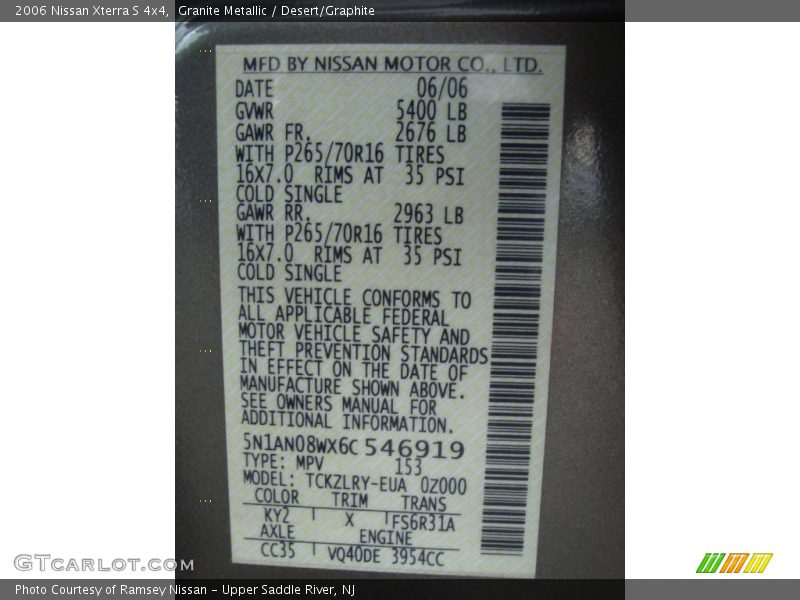 2006 Nissan Xterra S 4x4, Granite Metallic / Desert/Graphite
MFD BY NISSAN MOTOR CO., LTD.
DATE 06/06
GVWR 5400 LB
GAWR FR. 2676 LB
WITH P265/70R16 TIRES
16X7.0 RIMS AT 35 PSI
COLD SINGLE
GAWR RR. 2963 LB
WITH P265/70R16 TIRES
16X7.0 RIMS AT 35 PSI
COLD SINGLE
THIS VEHICLE CONFORMS TO
ALL APPLICABLE FEDERAL
MOTOR VEHICLE SAFETY AND
THEFT PREVENTION STANDARDS
IN EFFECT ON THE DATE OF
MANUFACTURE SHOWN ABOVE.
SEE OWNERS MANUAL FOR
ADDITIONAL INFORMATION.
5N1AN08WX6C546919
TYPE: MPV 153
MODEL: TCKZLRY-EUA 0Z000
COLOR TRIM TRANS
KY2 X FS6R31A
AXLE ENGINE
CC35 VQ40DE 3954CC
GTCARLOT.com
Photo Courtesy of Ramsey Nissan - Upper Saddle River, NJ